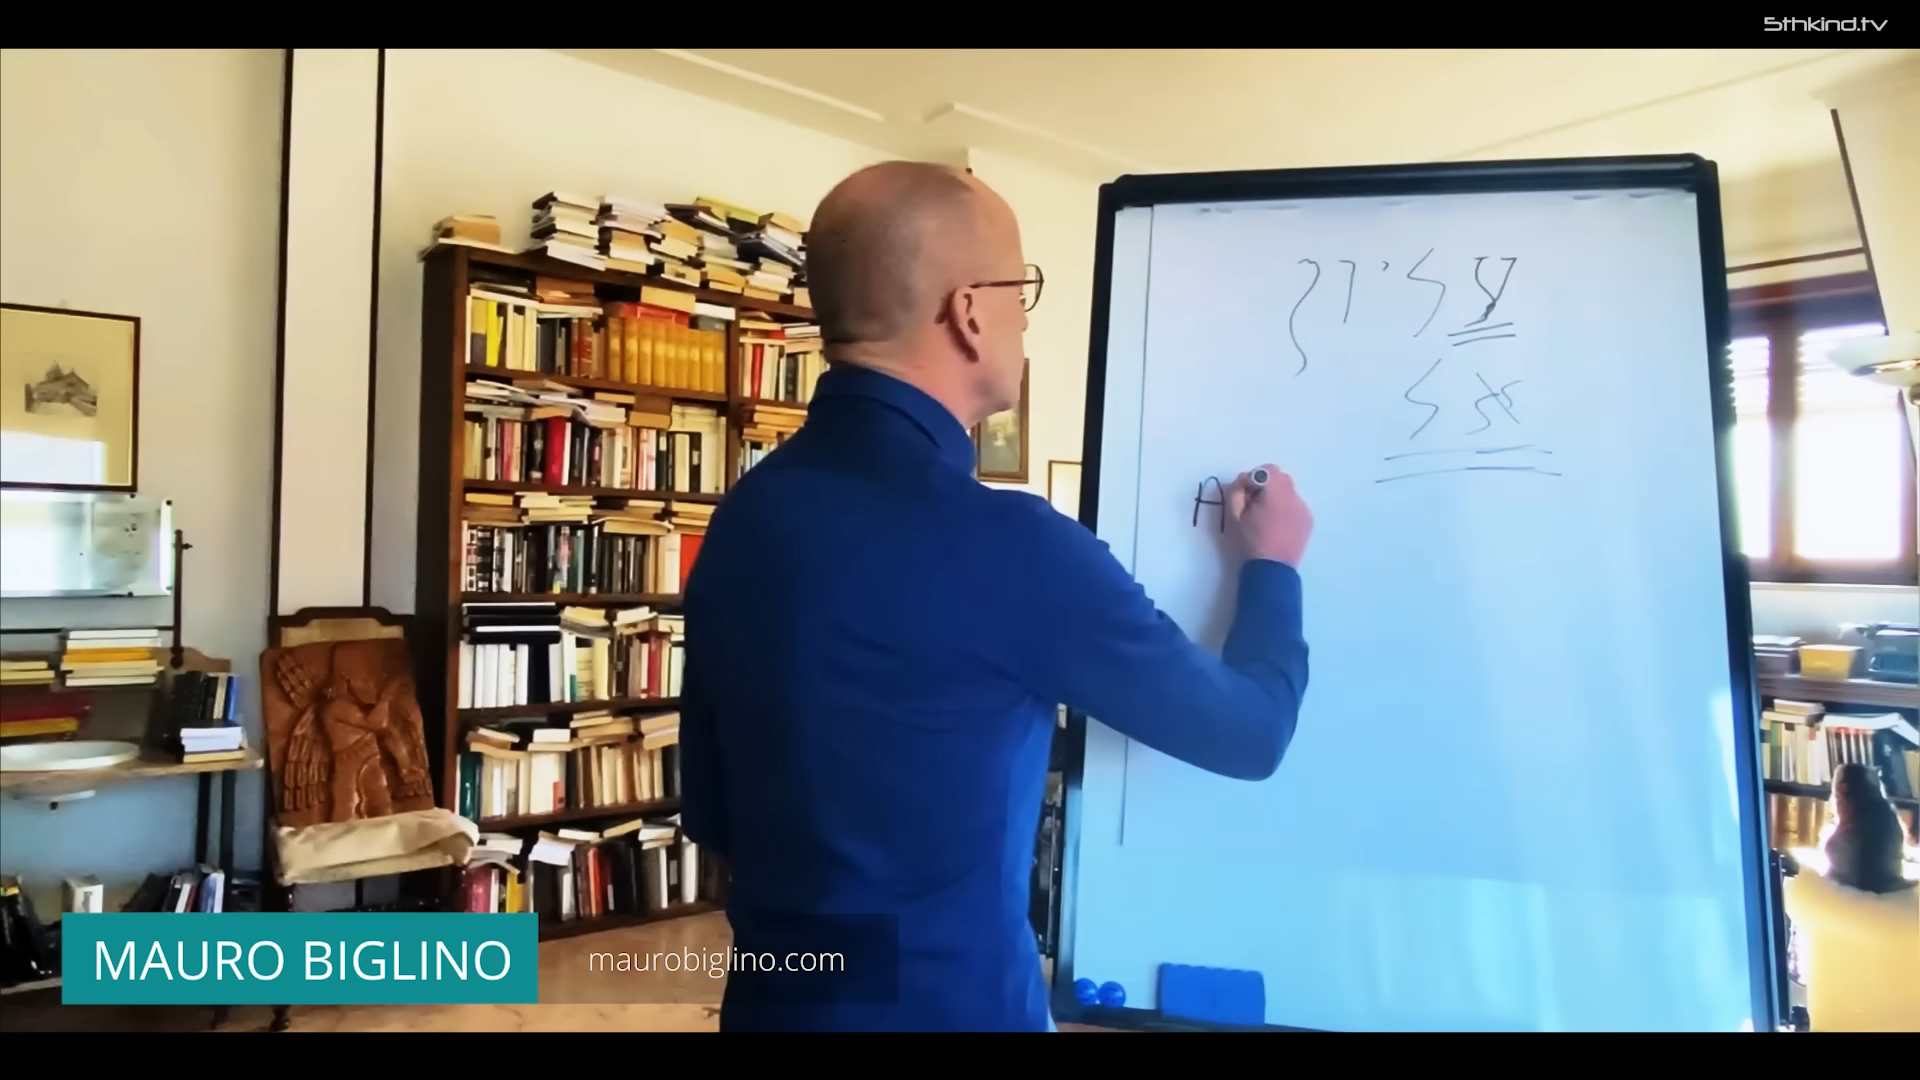 5thkind.tv
עליון
אל
A
MAURO BIGLINO
maurobiglino.com